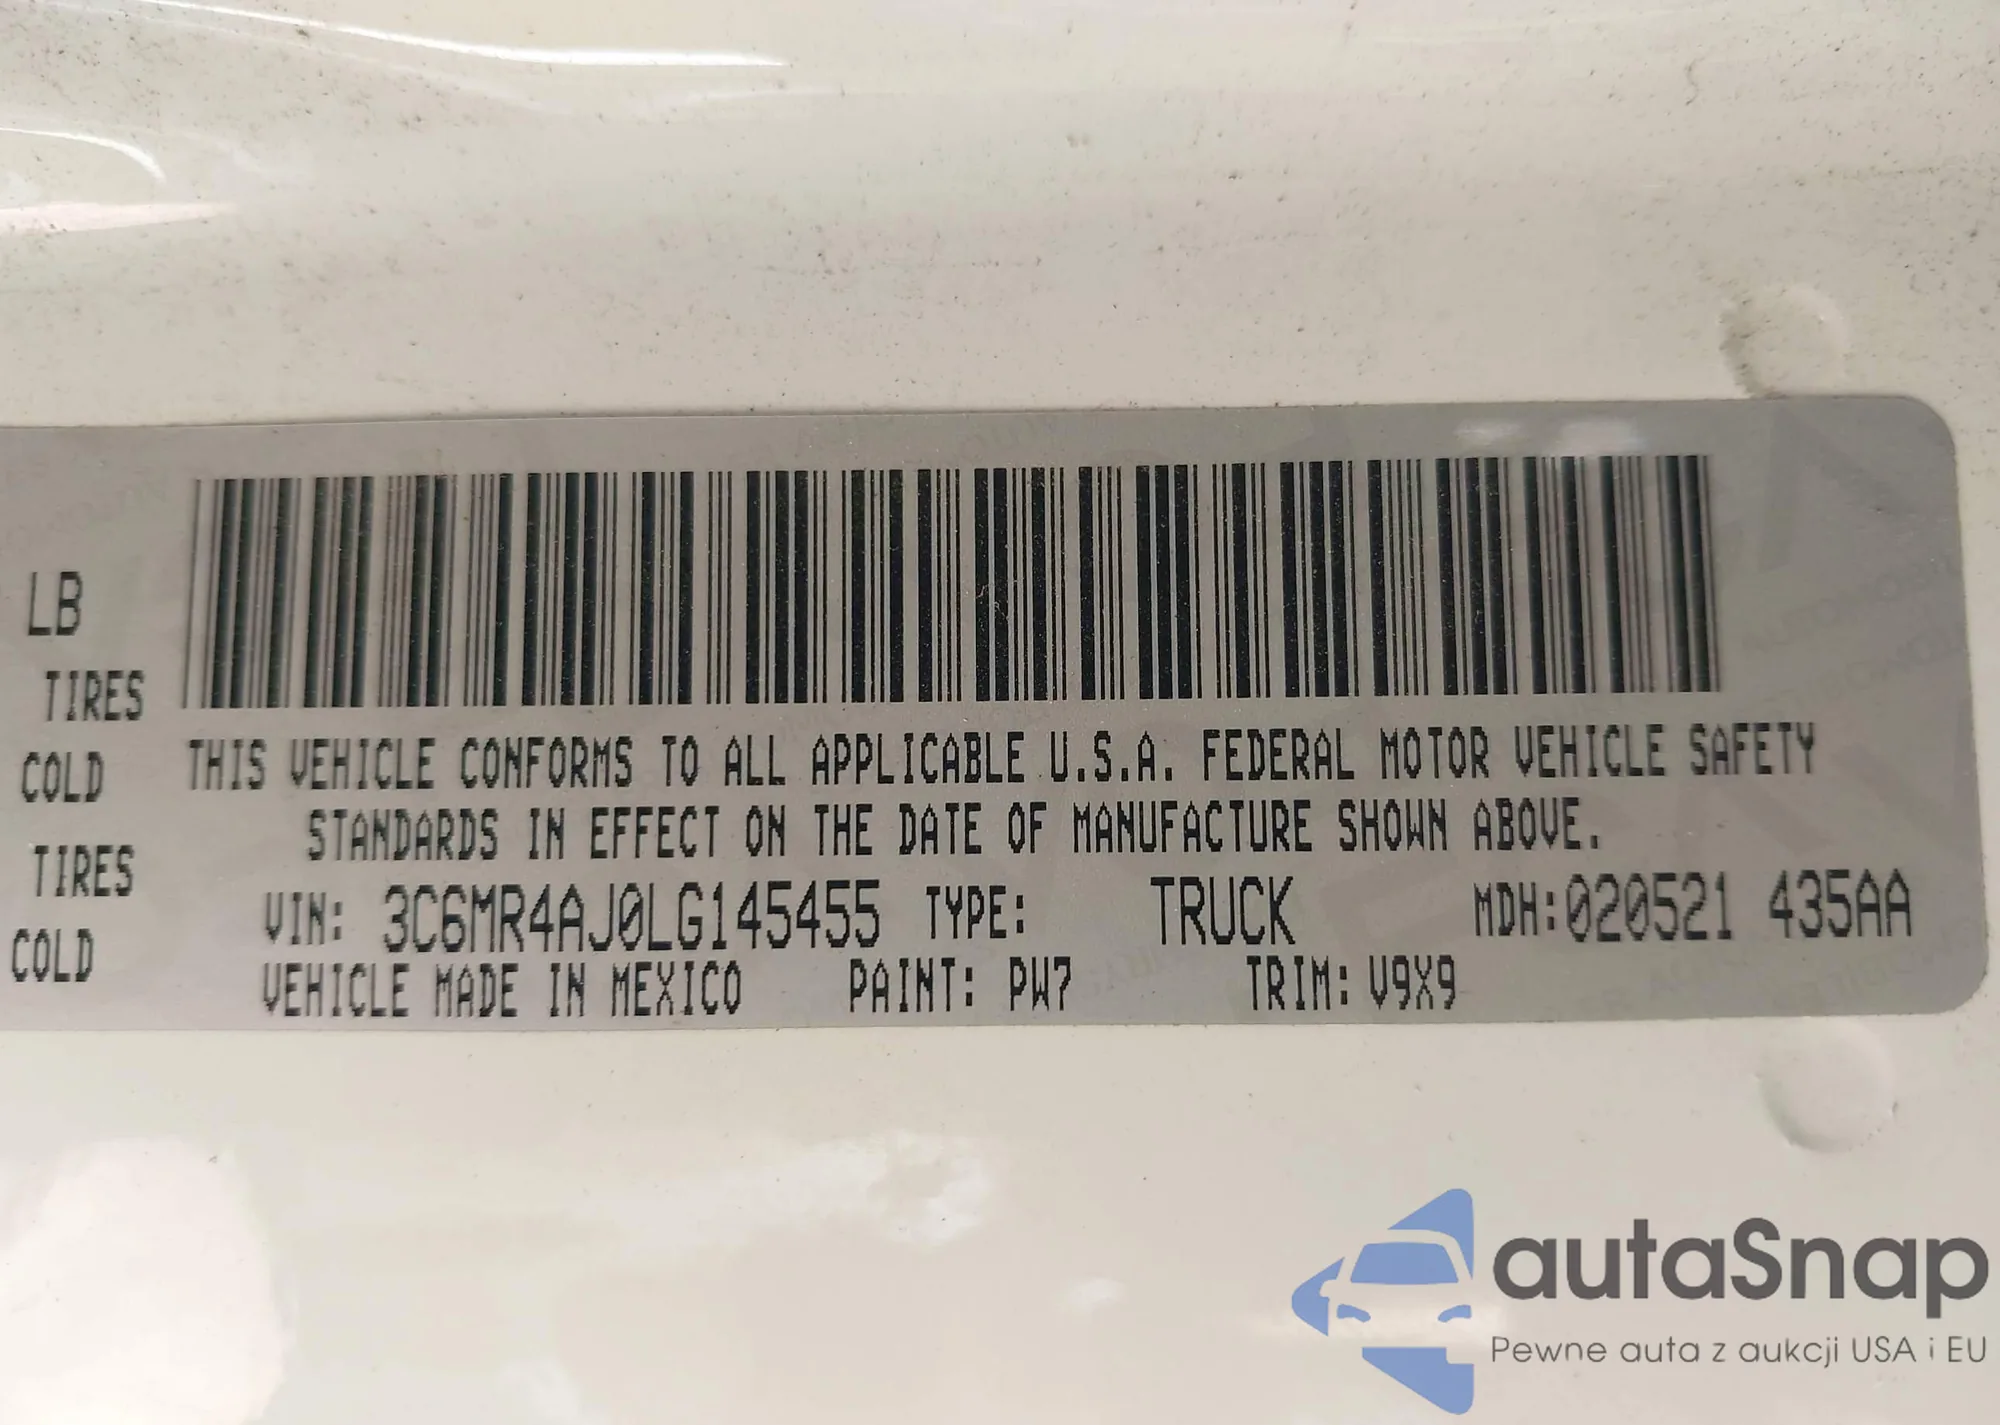 LB
TIRES
COLD
TIRES
COLD
THIS VEHICLE CONFORMS TO ALL APPLICABLE U.S.A. FEDERAL MOTOR VEHICLE SAFETY
STANDARDS IN EFFECT ON THE DATE OF MANUFACTURE SHOWN ABOVE.
VIN: 3C6MR4AJ0LG145455 TYPE: TRUCK MDH:020521 435AA
VEHICLE MADE IN MEXICO PAINT: PW7 TRIM: V9X9
autaSnap
Pewne auta z aukcji USA i EU